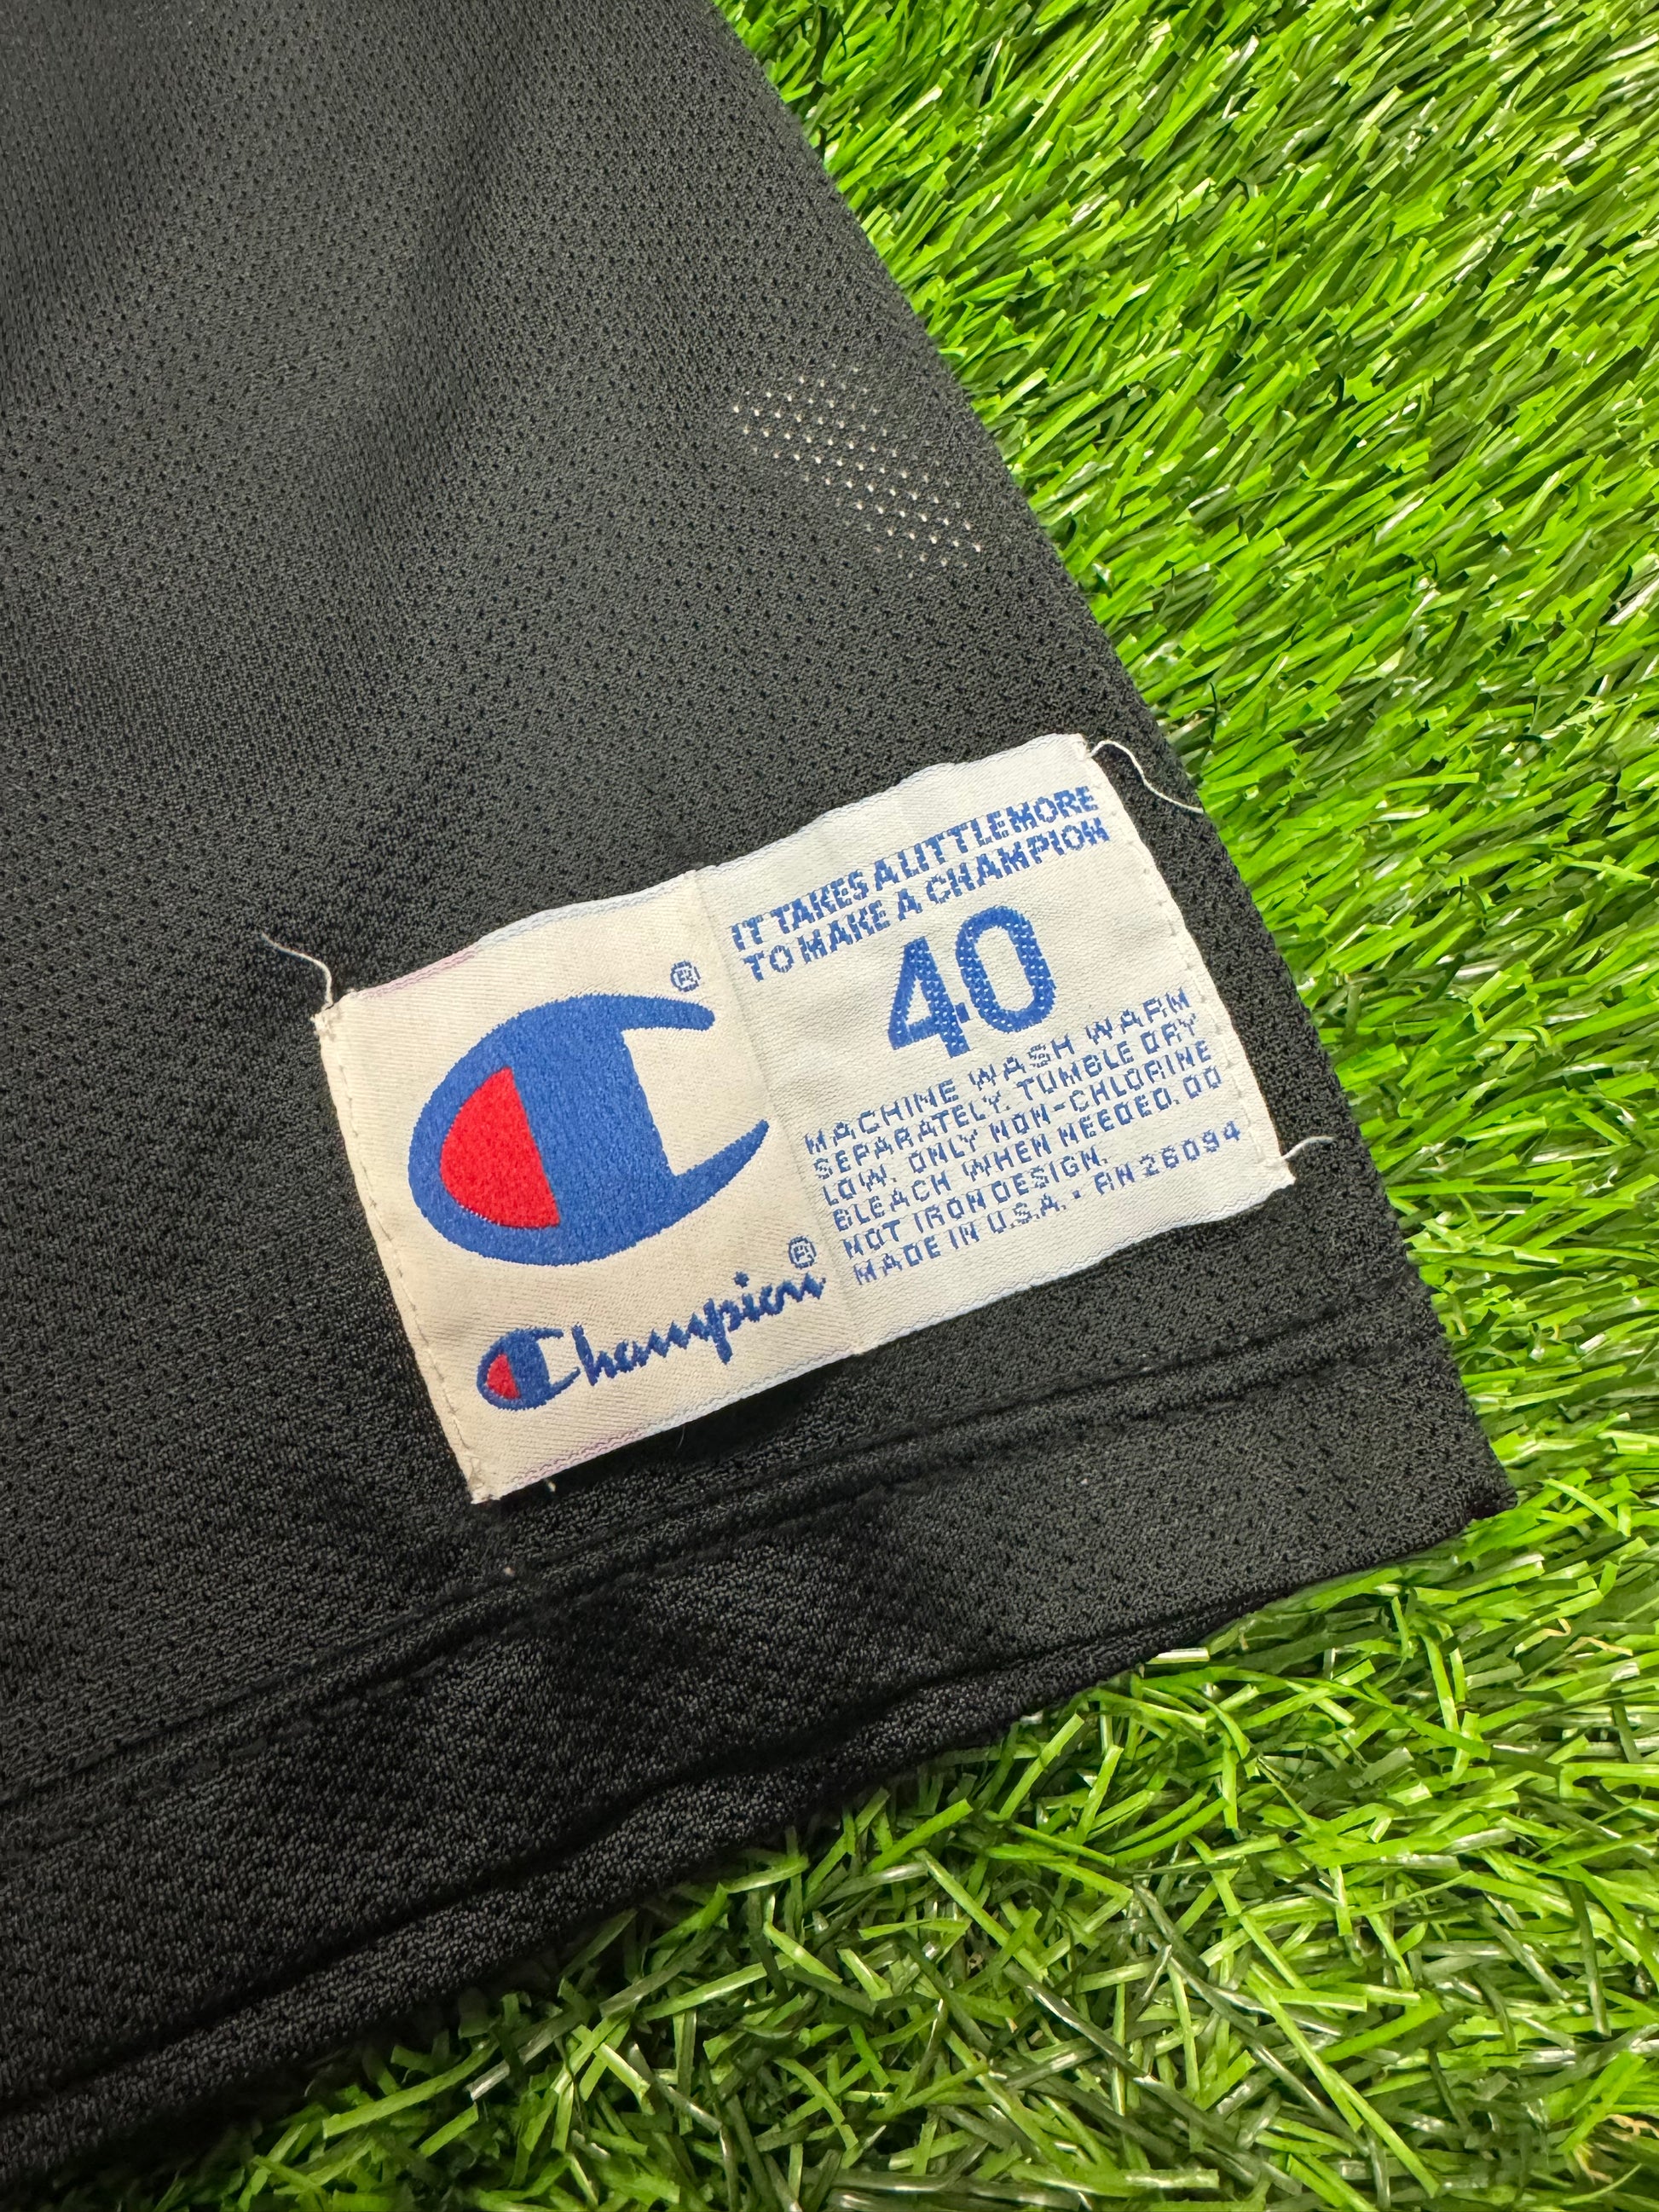 ®
®
Champion
IT TAKES A LITTLE MORE
TO MAKE A CHAMPION
40
MACHINE WASH WARM
SEPARATELY. TUMBLE DRY
LOW. ONLY NON-CHLORINE
BLEACH WHEN NEEDED. DO
NOT IRON DESIGN.
MADE IN U.S.A. • RN 26094